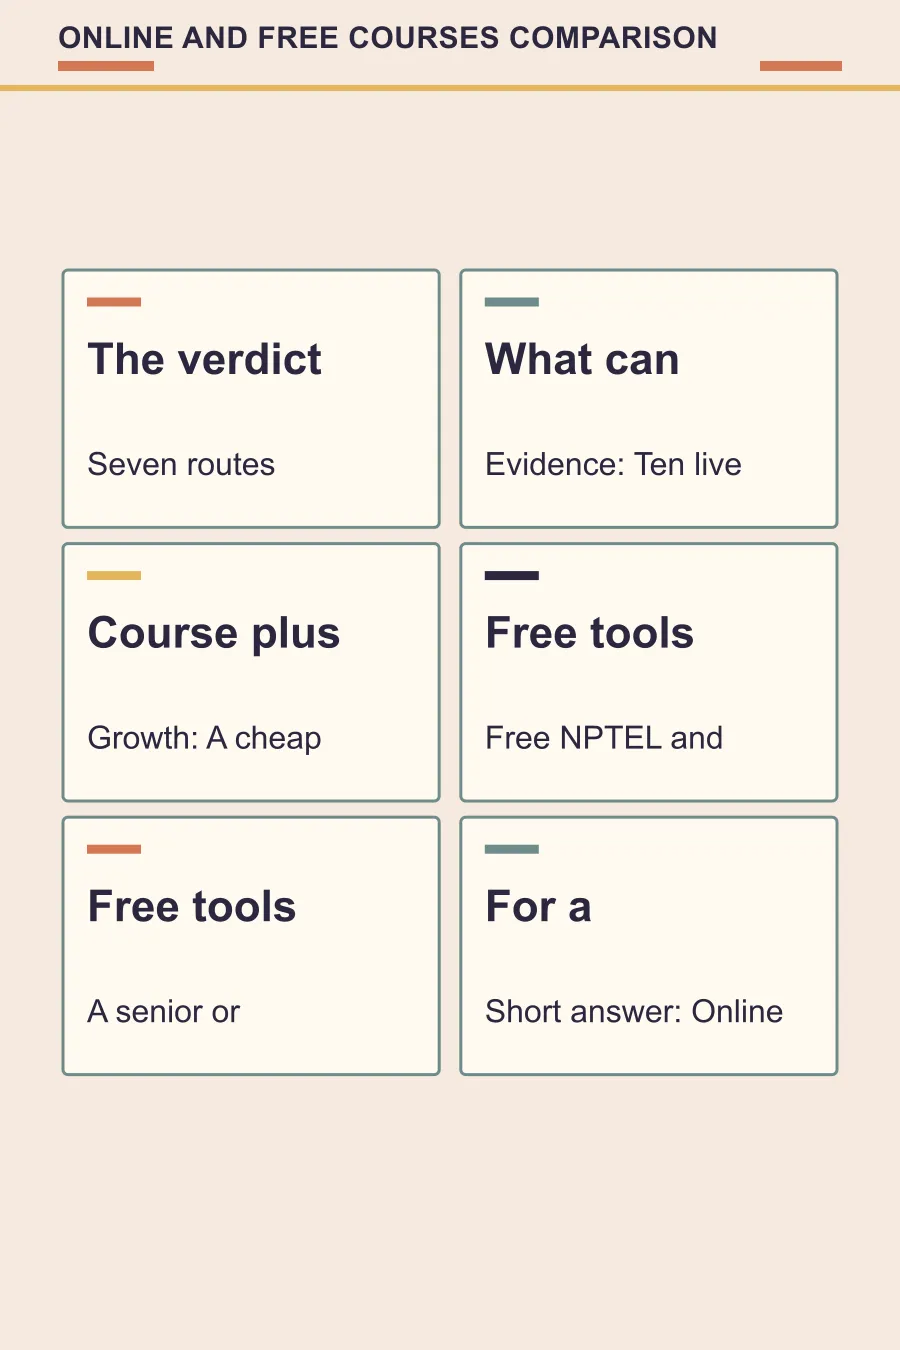 ONLINE AND FREE COURSES COMPARISON
The verdict
Seven routes
What can
Evidence: Ten live
Course plus
Growth: A cheap
Free tools
Free NPTEL and
Free tools
A senior or
For a
Short answer: Online